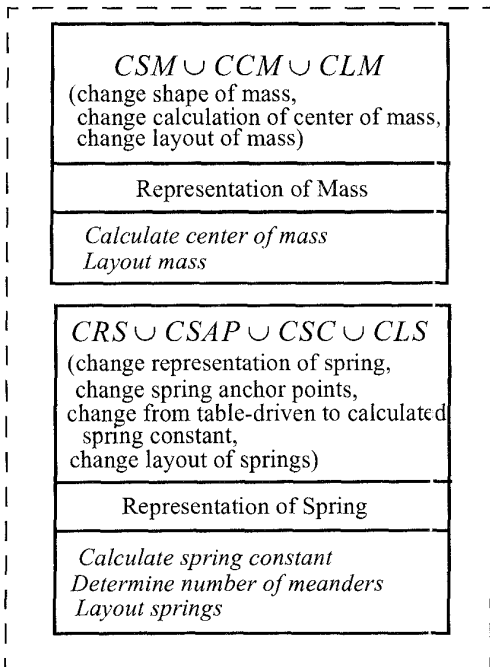 CSM ∪ CCM ∪ CLM
(change shape of mass,
change calculation of center of mass,
change layout of mass)
Representation of Mass
Calculate center of mass
Layout mass
CRS ∪ CSAP ∪ CSC ∪ CLS
(change representation of spring,
change spring anchor points,
change from table-driven to calculated
spring constant,
change layout of springs)
Representation of Spring
Calculate spring constant
Determine number of meanders
Layout springs